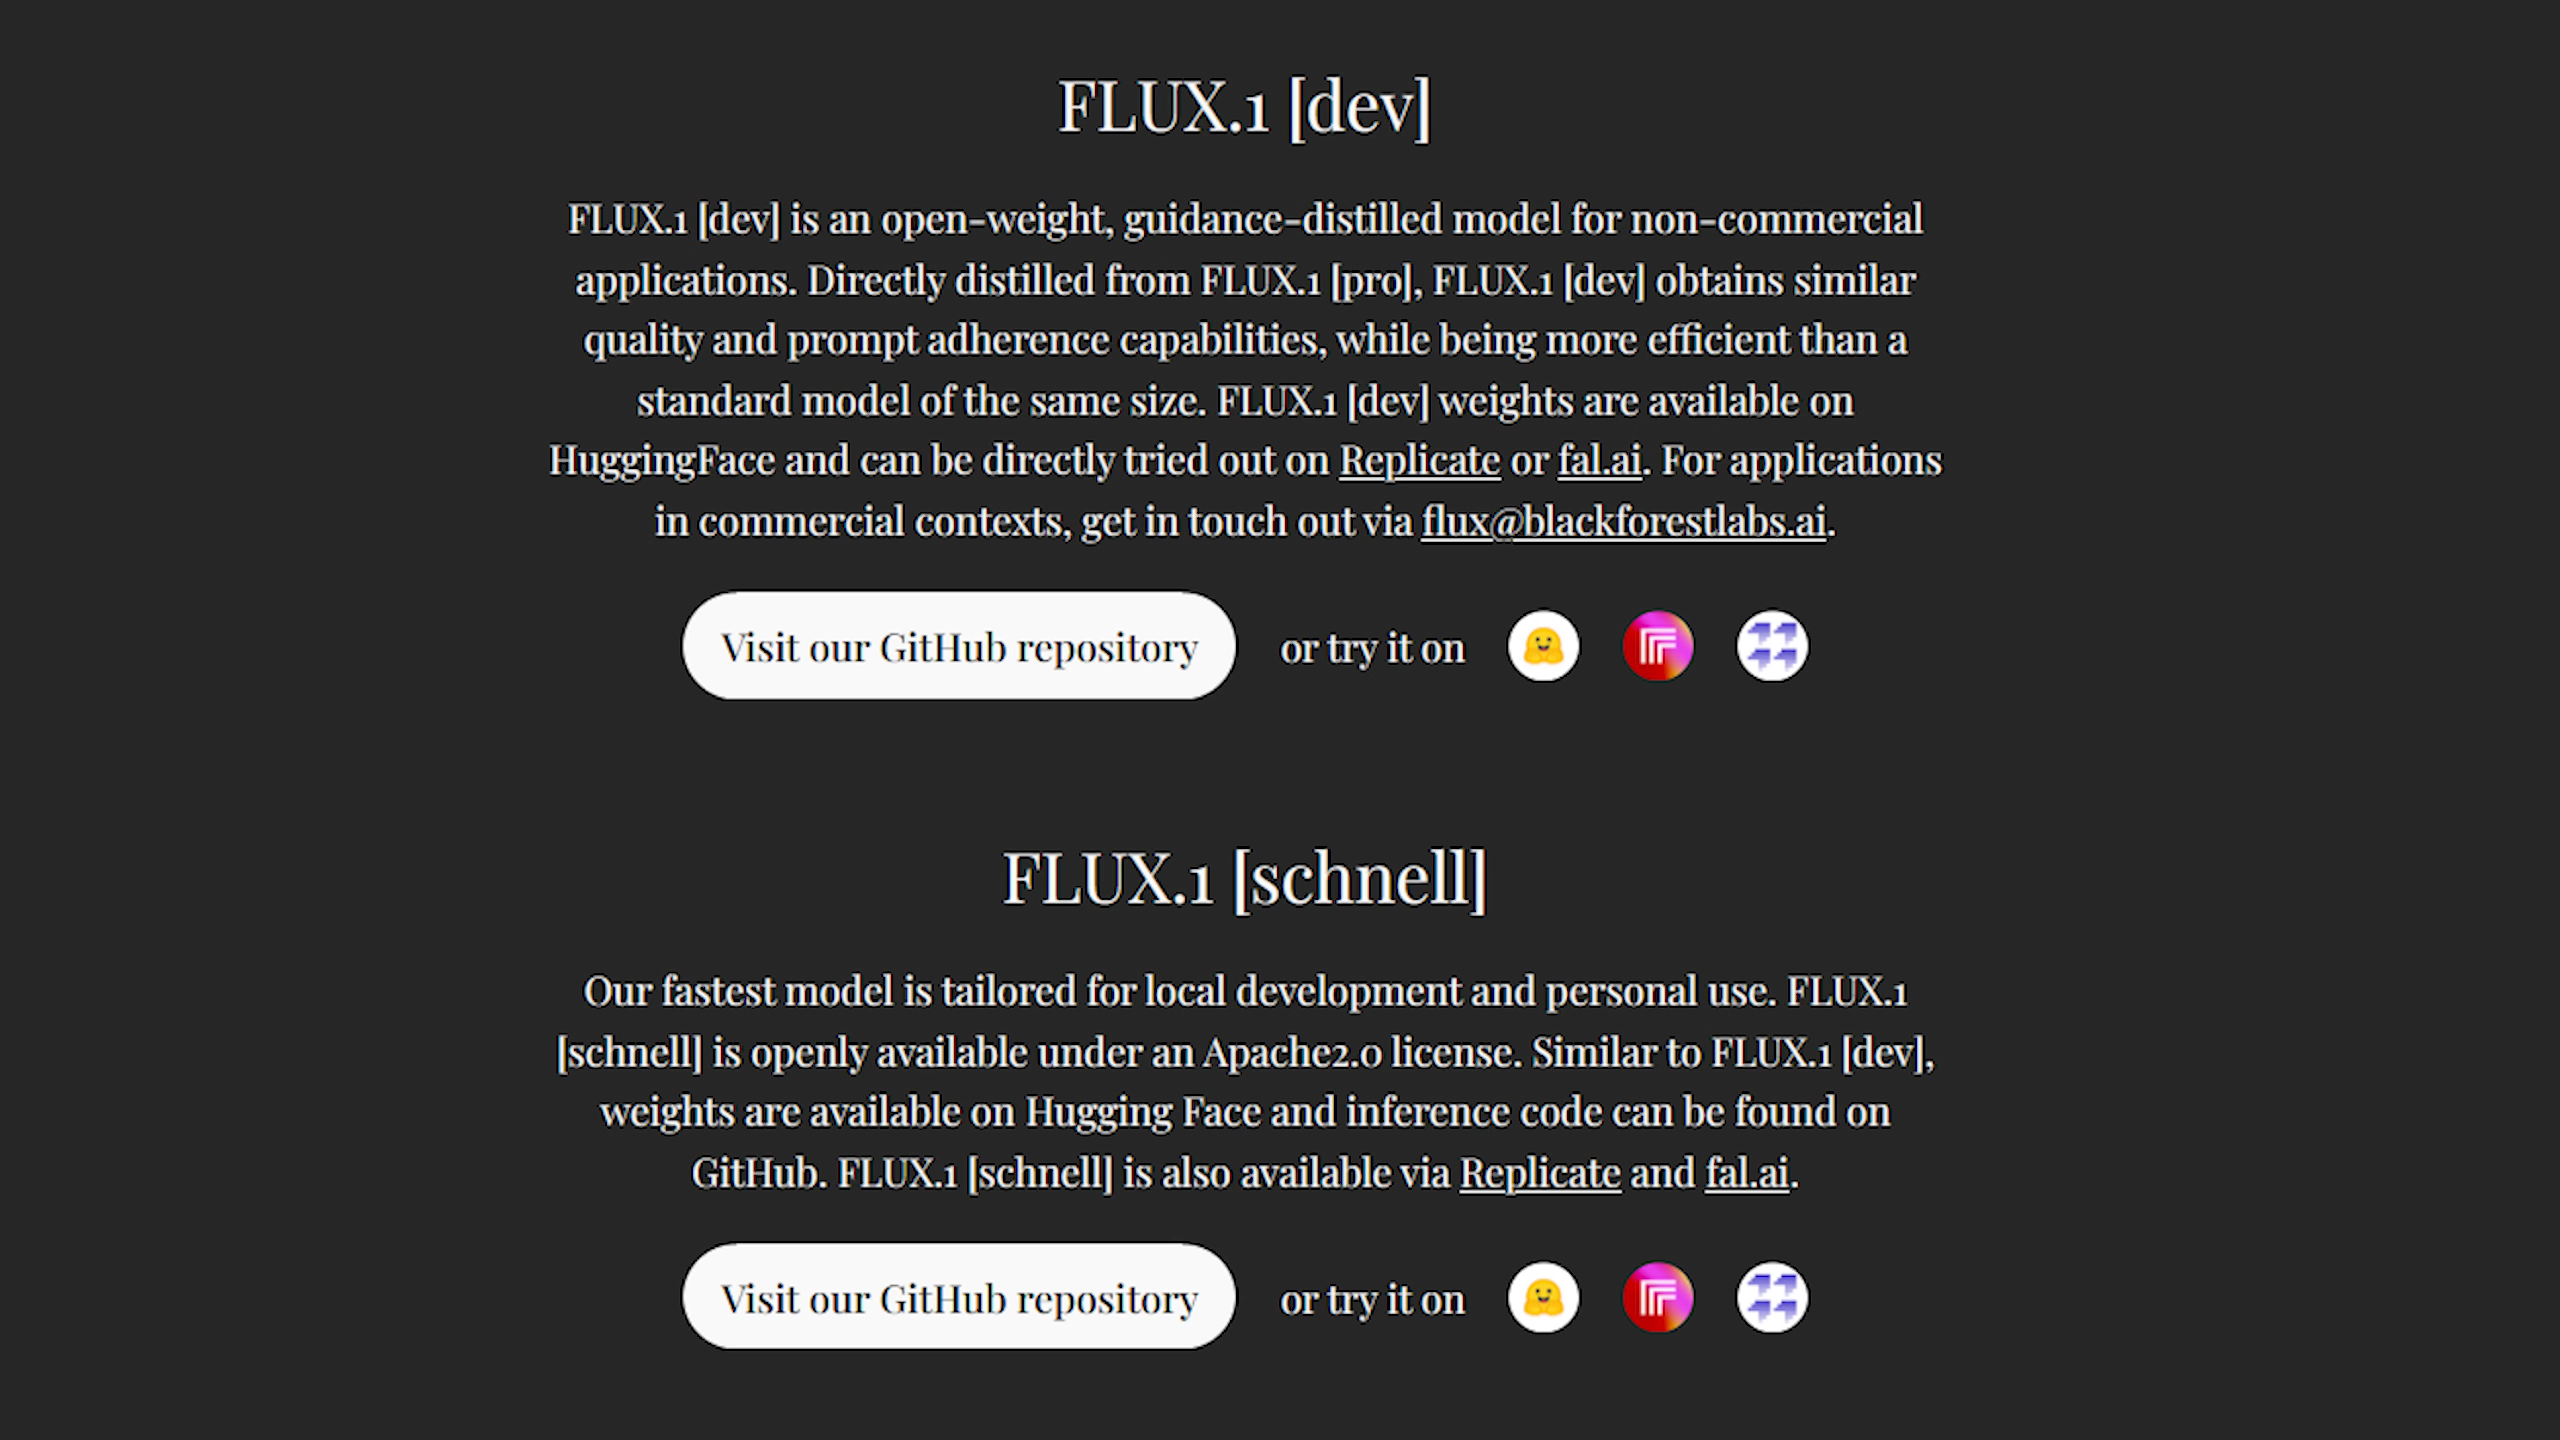 FLUX.1 [dev]
FLUX.1 [dev] is an open-weight, guidance-distilled model for non-commercial
applications. Directly distilled from FLUX.1 [pro], FLUX.1 [dev] obtains similar
quality and prompt adherence capabilities, while being more efficient than a
standard model of the same size. FLUX.1 [dev] weights are available on
HuggingFace and can be directly tried out on Replicate or fal.ai. For applications
in commercial contexts, get in touch out via flux@blackforestlabs.ai.
Visit our GitHub repository or try it on
FLUX.1 [schnell]
Our fastest model is tailored for local development and personal use. FLUX.1
[schnell] is openly available under an Apache2.0 license. Similar to FLUX.1 [dev],
weights are available on Hugging Face and inference code can be found on
GitHub. FLUX.1 [schnell] is also available via Replicate and fal.ai.
Visit our GitHub repository or try it on